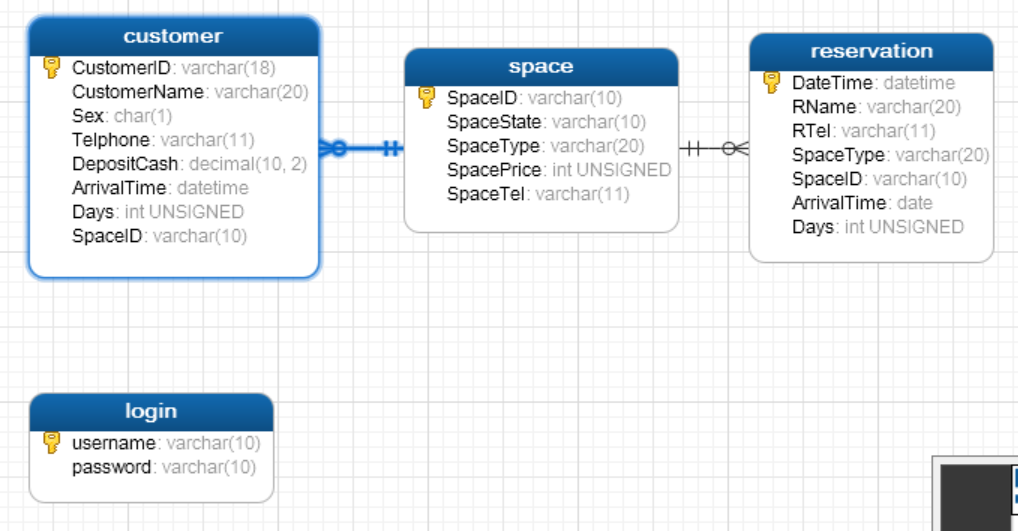 customer
CustomerID: varchar(18)
CustomerName: varchar(20)
Sex: char(1)
Telphone: varchar(11)
DepositCash: decimal(10, 2)
ArrivalTime: datetime
Days: int UNSIGNED
SpaceID: varchar(10)
space
SpaceID: varchar(10)
SpaceState: varchar(10)
SpaceType: varchar(20)
SpacePrice: int UNSIGNED
SpaceTel: varchar(11)
reservation
DateTime: datetime
RName: varchar(20)
RTel: varchar(11)
SpaceType: varchar(20)
SpaceID: varchar(10)
ArrivalTime: date
Days: int UNSIGNED
login
username: varchar(10)
password: varchar(10)